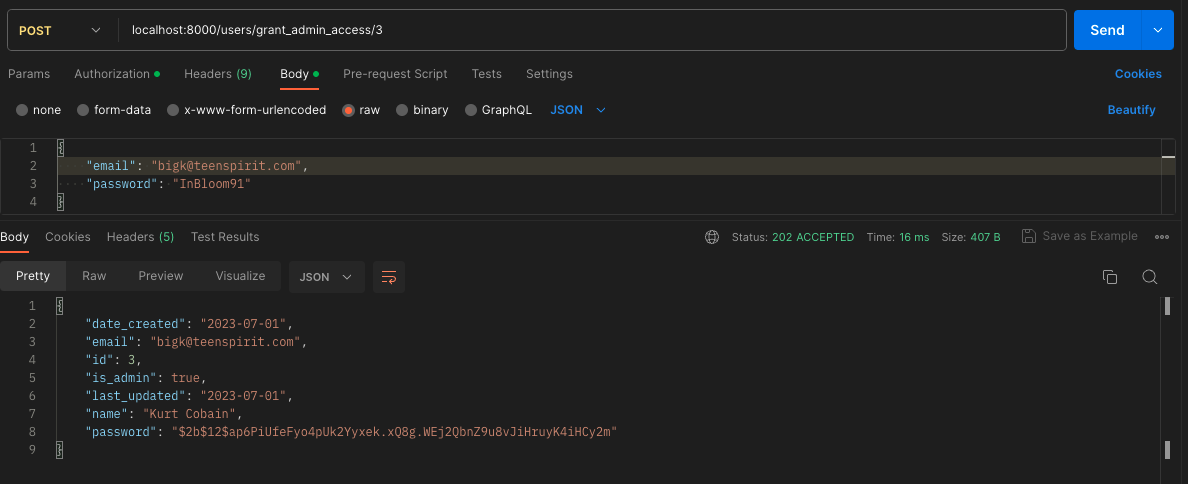 POST localhost:8000/users/grant_admin_access/3 Send
Params Authorization Headers (9) Body Pre-request Script Tests Settings Cookies
none form-data x-www-form-urlencoded raw binary GraphQL JSON Beautify
1 {
2 "email": "bigk@teenspirit.com",
3 "password": "InBloom91"
4 }
Body Cookies Headers (5) Test Results Status: 202 ACCEPTED Time: 16 ms Size: 407 B Save as Example
Pretty Raw Preview Visualize JSON
1 {
2 "date_created": "2023-07-01",
3 "email": "bigk@teenspirit.com",
4 "id": 3,
5 "is_admin": true,
6 "last_updated": "2023-07-01",
7 "name": "Kurt Cobain",
8 "password": "$2b$12$ap6PiUfeFyo4pUk2Yyxek.xQ8g.WEj2QbnZ9u8vJiHruyK4iHCy2m"
9 }